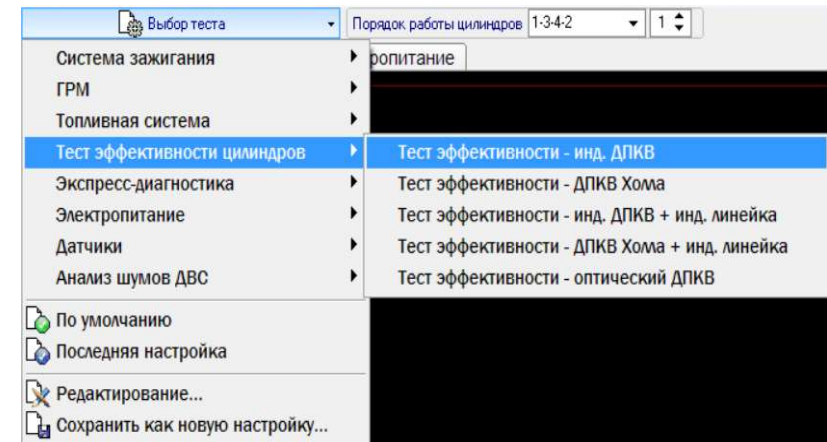 Выбор теста Порядок работы цилиндров 1-3-4-2 1
Система зажигания ропитание
ГРМ
Топливная система
Тест эффективности цилиндров Тест эффективности - инд. ДПКВ
Экспресс-диагностика Тест эффективности - ДПКВ Холла
Электропитание Тест эффективности - инд. ДПКВ + инд. линейка
Датчики Тест эффективности - ДПКВ Холла + инд. линейка
Анализ шумов ДВС Тест эффективности - оптический ДПКВ
По умолчанию
Последняя настройка
Редактирование...
Сохранить как новую настройку...